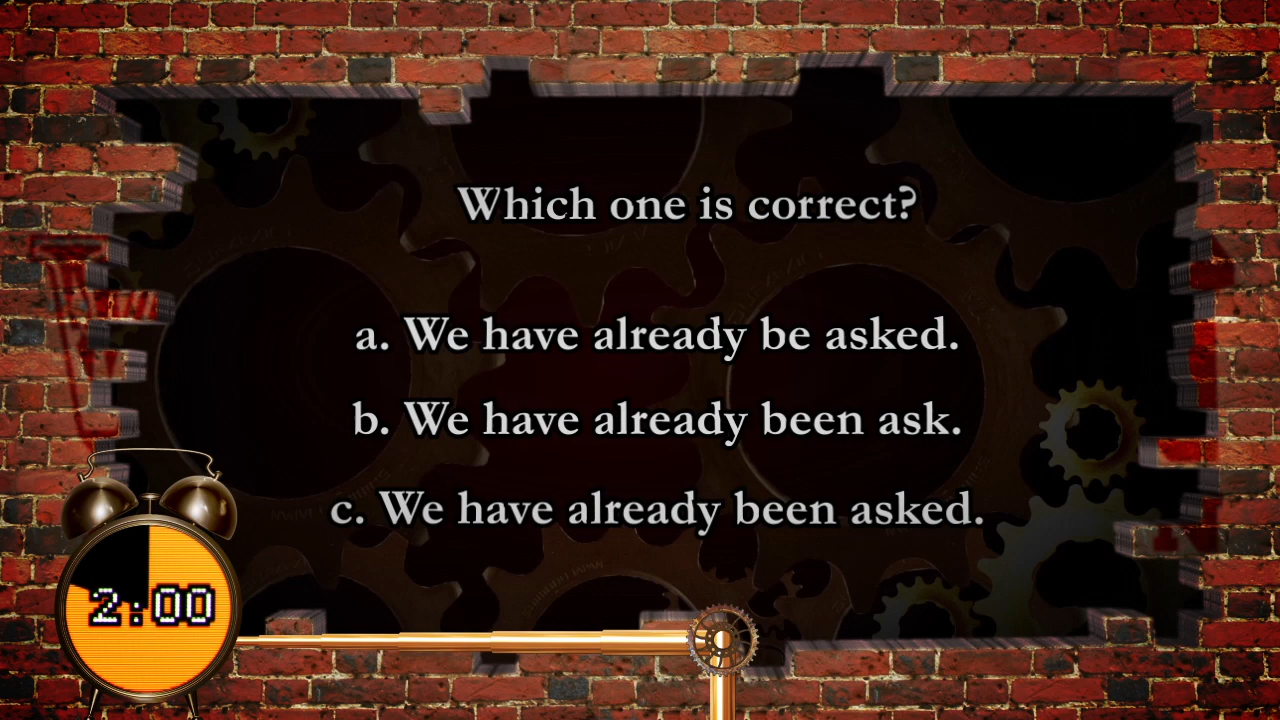 Which one is correct?
a. We have already be asked.
b. We have already been ask.
c. We have already been asked.
2:00